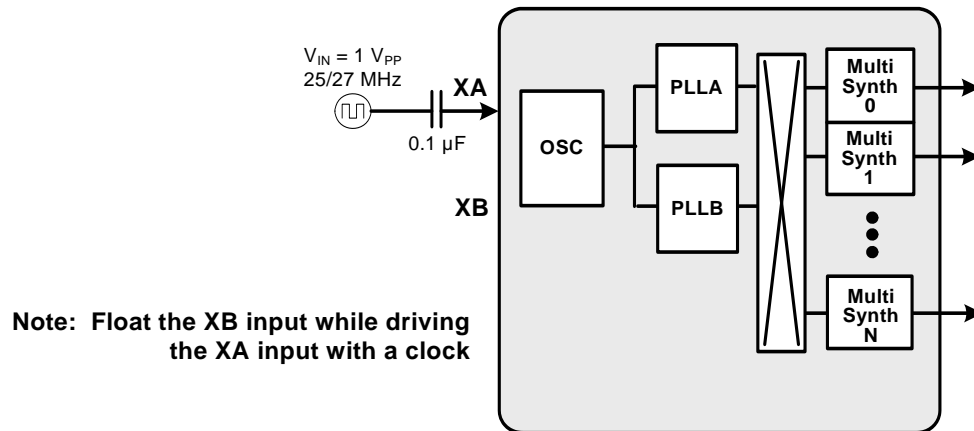 V_IN = 1 V_PP
25/27 MHz
XA
0.1 µF
XB
OSC
PLLA
PLLB
Multi
Synth
0
Multi
Synth
1
Multi
Synth
N
Note: Float the XB input while driving
the XA input with a clock